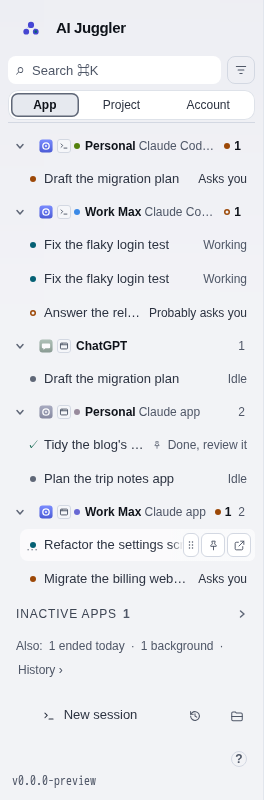 AI Juggler
Search ⌘K
App Project Account
Personal Claude Cod… 1
Draft the migration plan Asks you
Work Max Claude Co… 1
Fix the flaky login test Working
Fix the flaky login test Working
Answer the rel… Probably asks you
ChatGPT 1
Draft the migration plan Idle
Personal Claude app 2
Tidy the blog's … Done, review it
Plan the trip notes app Idle
Work Max Claude app 1 2
Refactor the settings
Migrate the billing web… Asks you
INACTIVE APPS 1
Also: 1 ended today · 1 background ·
History ›
New session
?
v0.0.0-preview